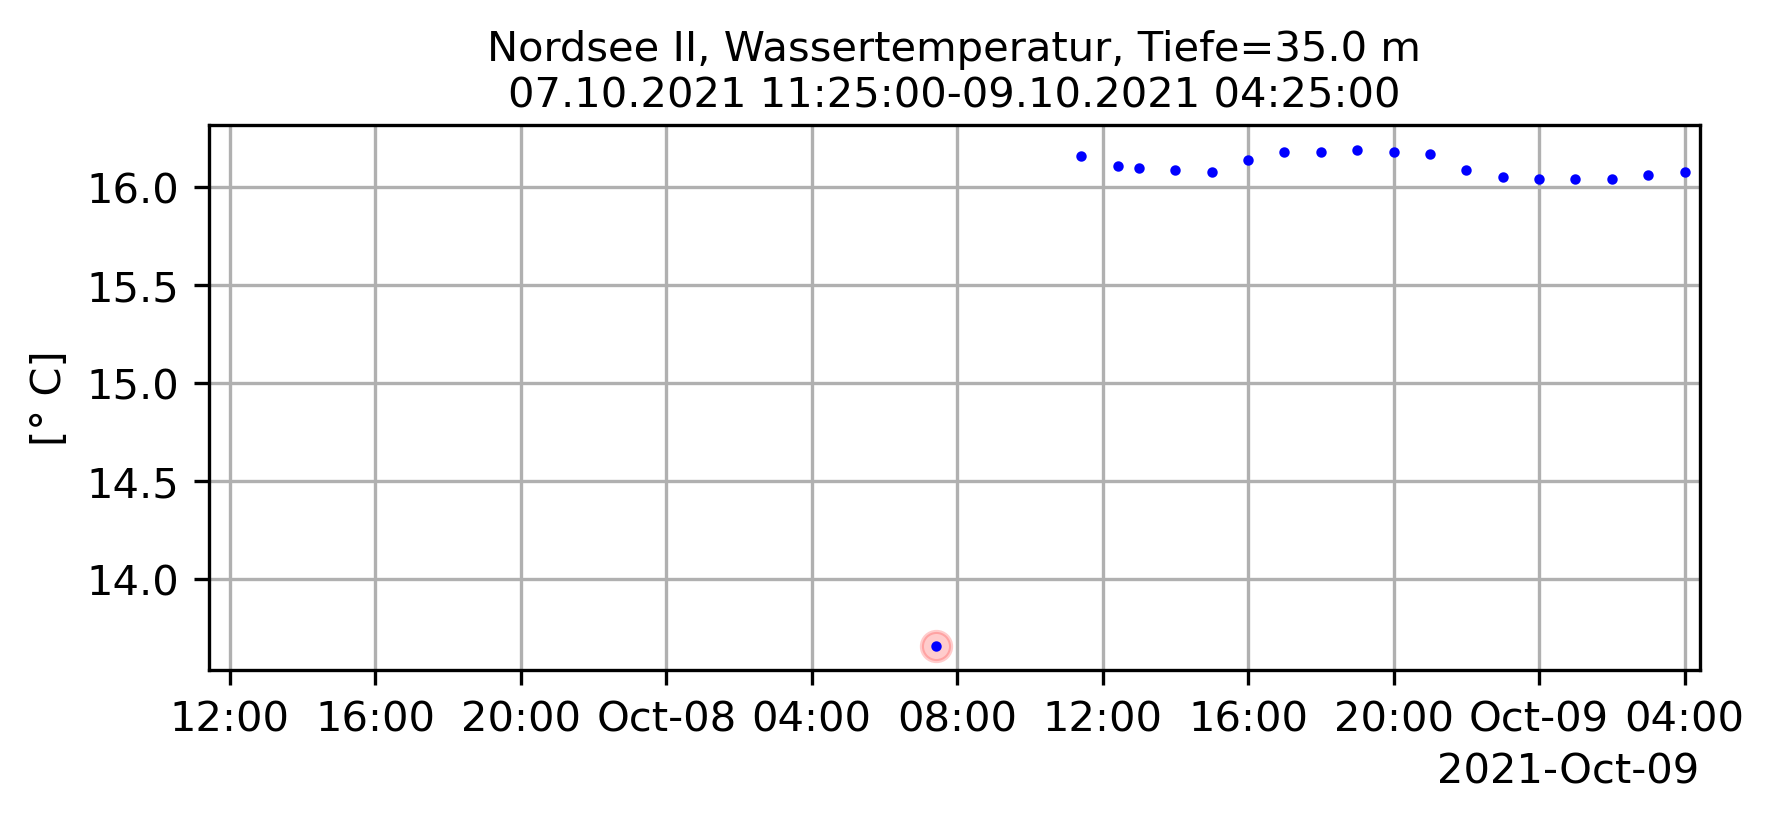 Nordsee II, Wassertemperatur, Tiefe=35.0 m
07.10.2021 11:25:00-09.10.2021 04:25:00
[° C]
16.0
15.5
15.0
14.5
14.0
12:00 16:00 20:00 Oct-08 04:00 08:00 12:00 16:00 20:00 Oct-09 04:00
2021-Oct-09